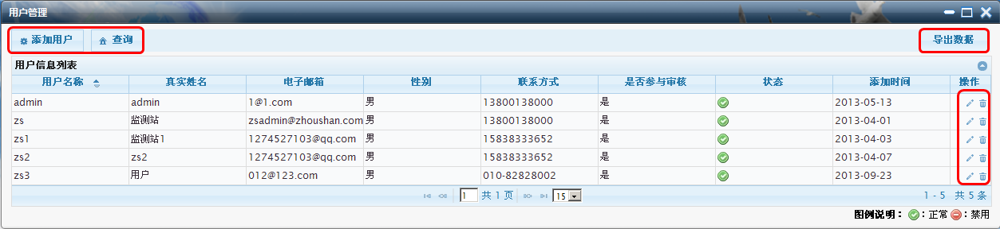 用户管理
添加用户 查询 导出数据
用户信息列表
用户名称 真实姓名 电子邮箱 性别 联系方式 是否参与审核 状态 添加时间 操作
admin admin 1@1.com 男 13800138000 是 2013-05-13
zs 监测站 zsadmin@zhoushan.com 男 13800138000 是 2013-04-01
zs1 监测站1 1274527103@qq.com 男 15838333652 是 2013-04-03
zs2 zs2 1274527103@qq.com 男 15838333652 是 2013-04-07
zs3 用户 012@123.com 男 010-82828002 是 2013-09-23
1 共 1 页 15 1 - 5 共 5 条
图例说明： ：正常 ：禁用